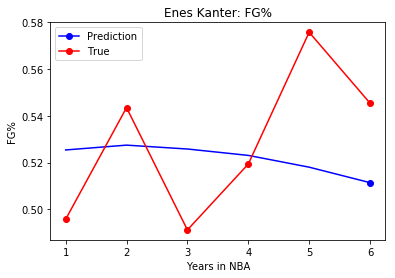 Enes Kanter: FG%
Prediction
True
FG%
0.58
0.56
0.54
0.52
0.50
1 2 3 4 5 6
Years in NBA